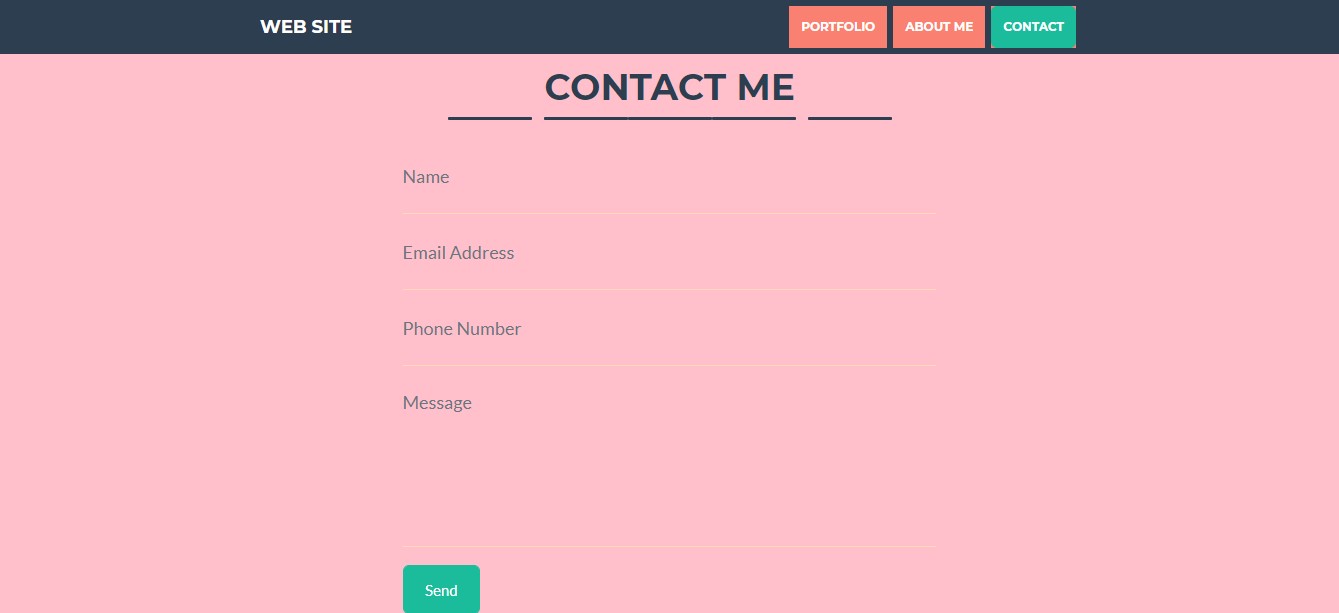 WEB SITE PORTFOLIO ABOUT ME CONTACT
CONTACT ME
Name
Email Address
Phone Number
Message
Send